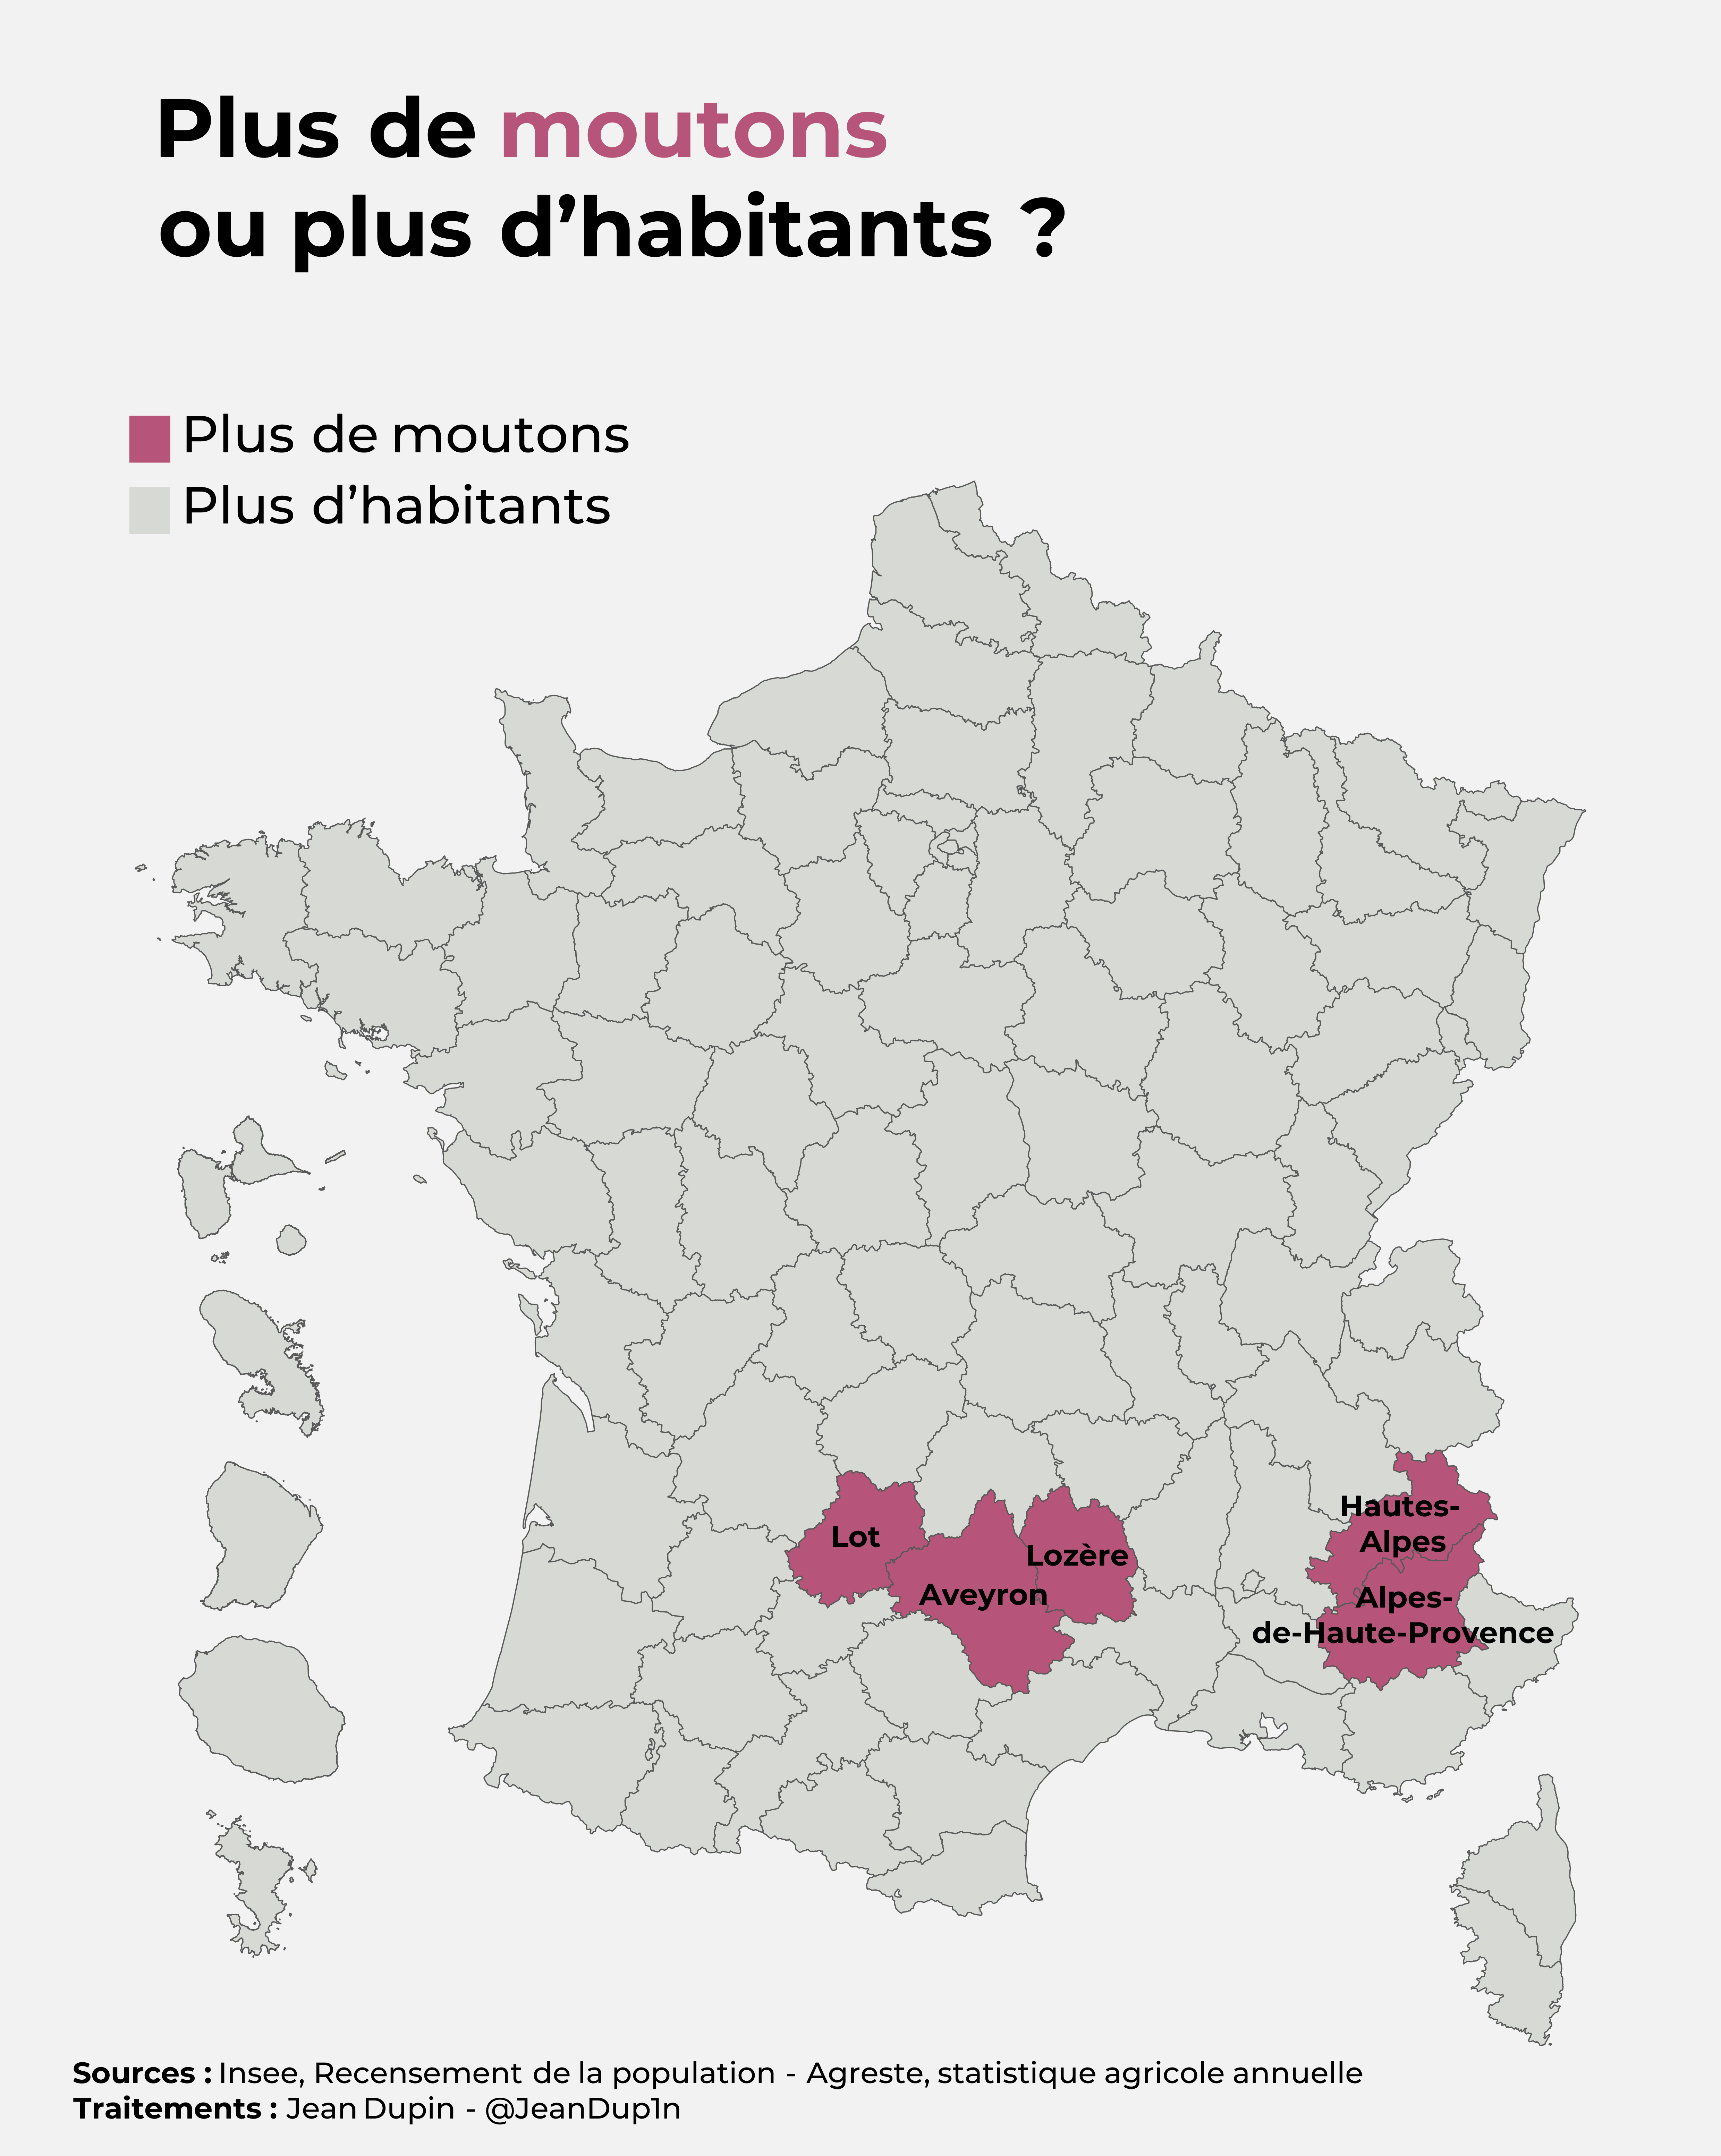 Plus de moutons
ou plus d’habitants ?
Plus de moutons
Plus d’habitants
Hautes-
Alpes
Lot
Lozère
Aveyron
Alpes-
de-Haute-Provence
Sources : Insee, Recensement de la population - Agreste, statistique agricole annuelle
Traitements : Jean Dupin - @JeanDup1n